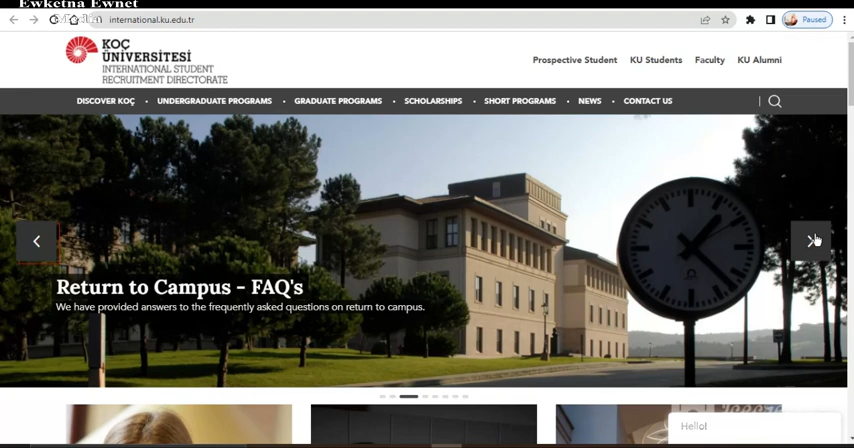 Ewketna Ewnet
international.ku.edu.tr
Paused
KOÇ
ÜNİVERSİTESİ
INTERNATIONAL STUDENT
RECRUITMENT DIRECTORATE
Prospective Student KU Students Faculty KU Alumni
DISCOVER KOÇ • UNDERGRADUATE PROGRAMS • GRADUATE PROGRAMS • SCHOLARSHIPS • SHORT PROGRAMS • NEWS • CONTACT US
Return to Campus - FAQ's
We have provided answers to the frequently asked questions on return to campus.
Hello!